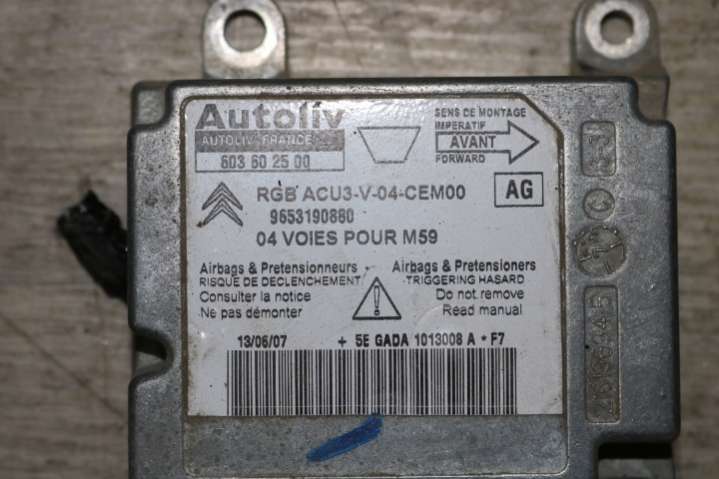 Autoliv
AUTOLIV FRANCE
603 60 25 00
SENS DE MONTAGE
IMPERATIF
AVANT
FORWARD
RGB ACU3-V-04-CEM00
AG
9653190880
04 VOIES POUR M59
Airbags & Pretensionneurs
RISQUE DE DECLENCHEMENT
Consulter la notice
Ne pas démonter
Airbags & Pretensioners
TRIGGERING HASARD
Do not remove
Read manual
13/06/07 + 5E GADA 1013008 A * F7